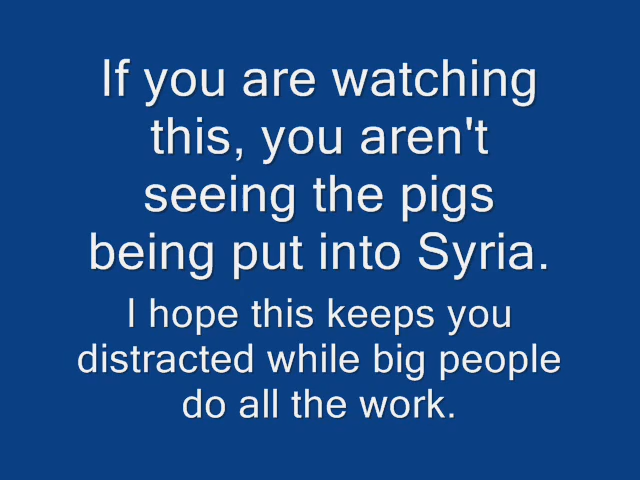 If you are watching
this, you aren't
seeing the pigs
being put into Syria.
I hope this keeps you
distracted while big people
do all the work.